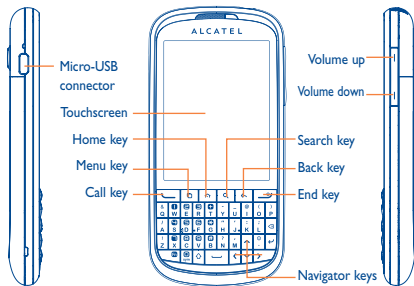 ALCATEL
Micro-USB
connector
Touchscreen
Home key
Menu key
Call key
Volume up
Volume down
Search key
Back key
End key
Navigator keys
Q W E R T Y U I O P
A S D F G H J K L
Z X C V B N M